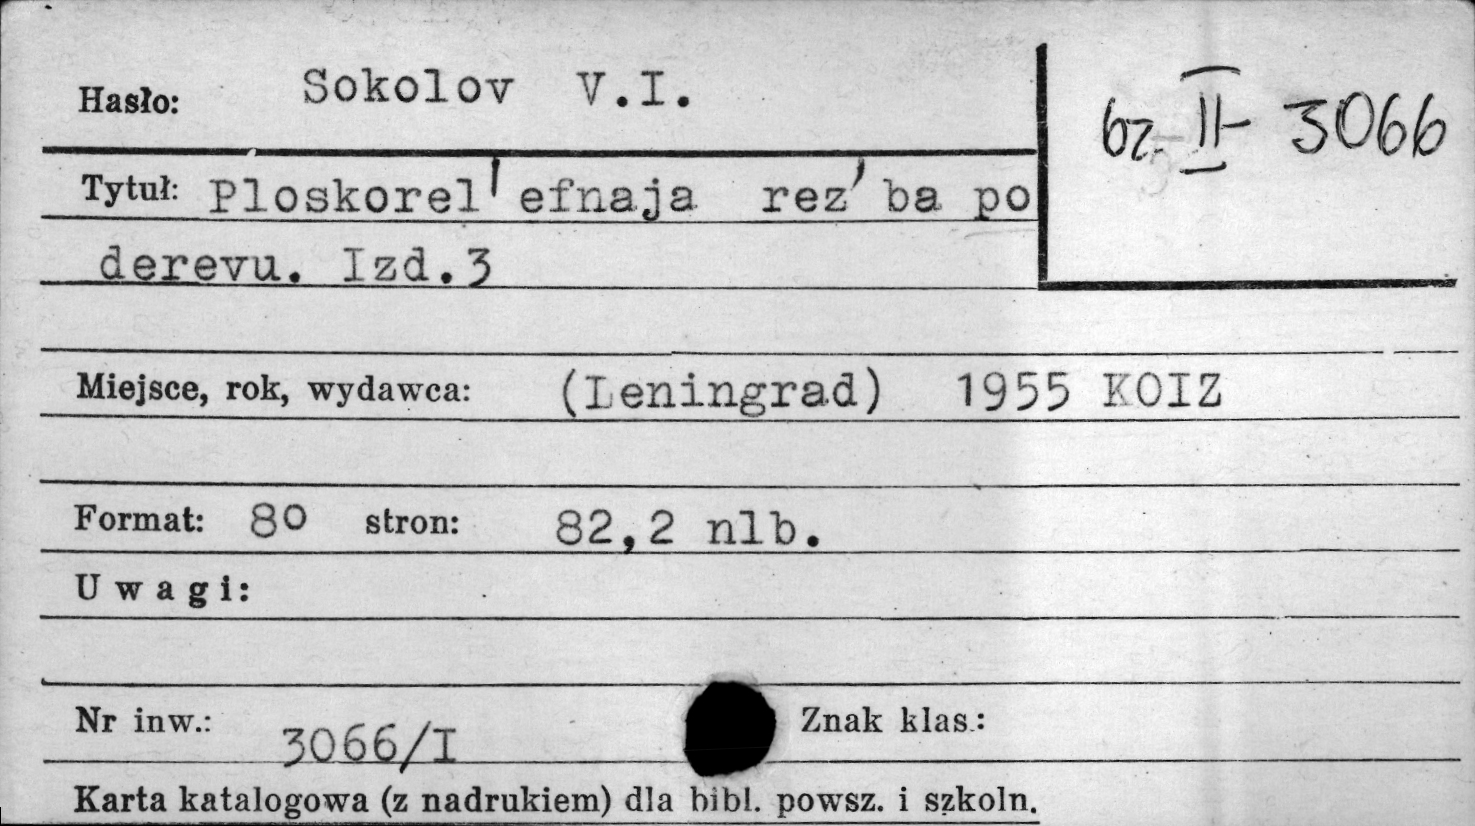 Hasło: Sokolov V.I.
bz. II- 3066
Tytuł: Ploskorel'efnaja rez'ba po
derevu. Izd.3
Miejsce, rok, wydawca: (Leningrad) 1955 KOIZ
Format: 80 stron: 82,2 nlb.
Uwagi:
Nr inw.: 3066/I Znak klas.:
Karta katalogowa (z nadrukiem) dla bibl. powsz. i szkoln.